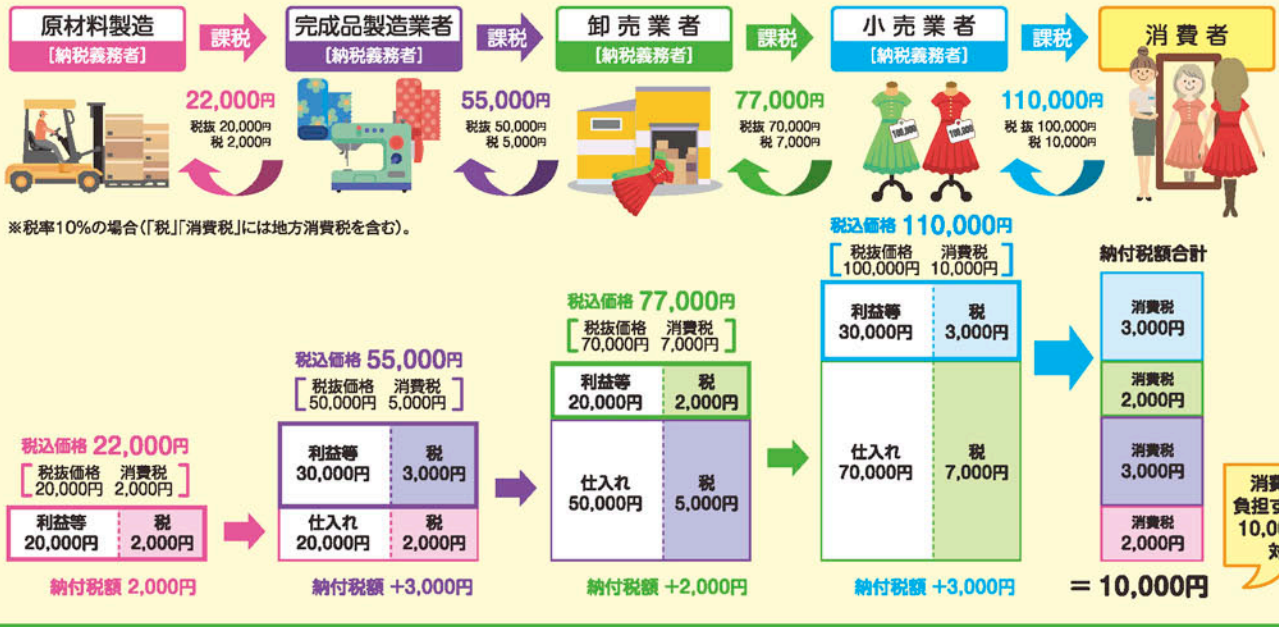 原材料製造
[納税義務者]
課税
完成品製造業者
[納税義務者]
課税
卸売業者
[納税義務者]
課税
小売業者
[納税義務者]
課税
消費者
22,000円
税抜 20,000円
税 2,000円
55,000円
税抜 50,000円
税 5,000円
77,000円
税抜 70,000円
税 7,000円
100,000
100,000
110,000円
税抜 100,000円
税 10,000円
※税率10%の場合(「税」「消費税」には地方消費税を含む)。
税込価格 22,000円
税抜価格 消費税
20,000円 2,000円
利益等 税
20,000円 2,000円
納付税額 2,000円
税込価格 55,000円
税抜価格 消費税
50,000円 5,000円
利益等 税
30,000円 3,000円
仕入れ 税
20,000円 2,000円
納付税額 +3,000円
税込価格 77,000円
税抜価格 消費税
70,000円 7,000円
利益等 税
20,000円 2,000円
仕入れ 税
50,000円 5,000円
納付税額 +2,000円
税込価格 110,000円
税抜価格 消費税
100,000円 10,000円
利益等 税
30,000円 3,000円
仕入れ 税
70,000円 7,000円
納付税額 +3,000円
納付税額合計
消費税
3,000円
消費税
2,000円
消費税
3,000円
消費税
2,000円
= 10,000円
消費
負担す
10,00
対